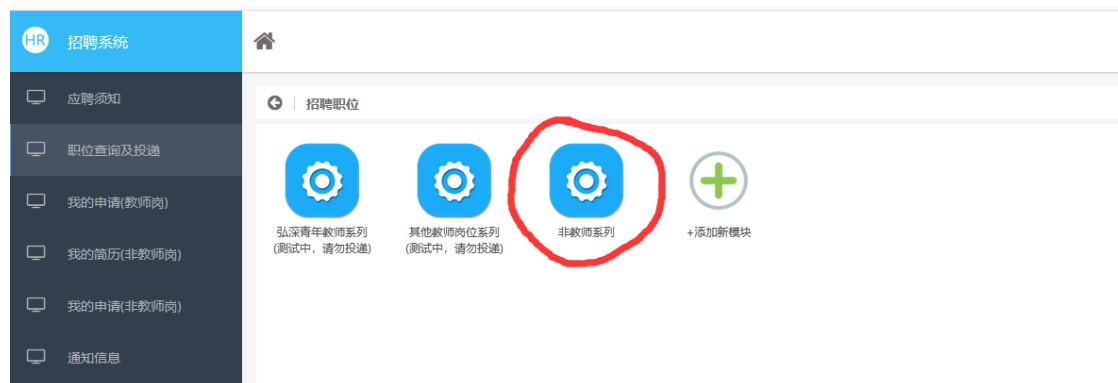 HR 招聘系统
应聘须知
职位查询及投递
我的申请(教师岗)
我的简历(非教师岗)
我的申请(非教师岗)
通知信息
招聘职位
弘深青年教师系列
(测试中，请勿投递)
其他教师岗位系列
(测试中，请勿投递)
非教师系列
+添加新模块